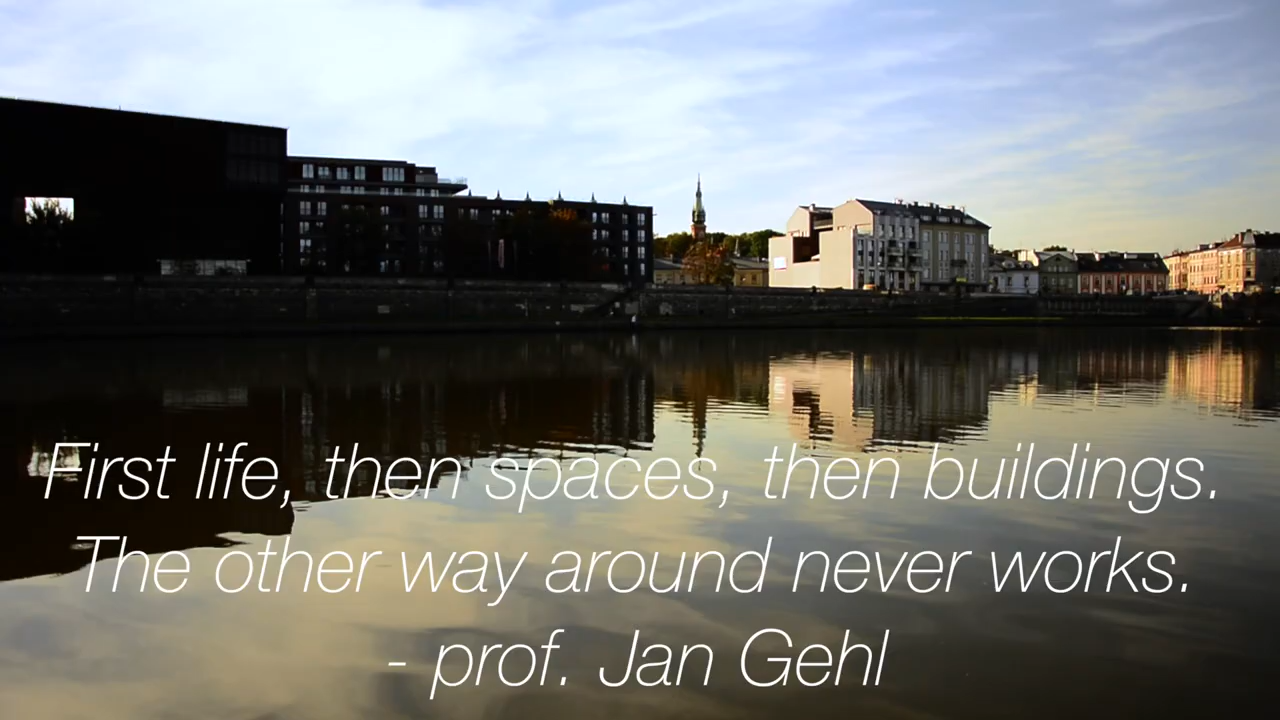 First life, then spaces, then buildings.
The other way around never works.
- prof. Jan Gehl